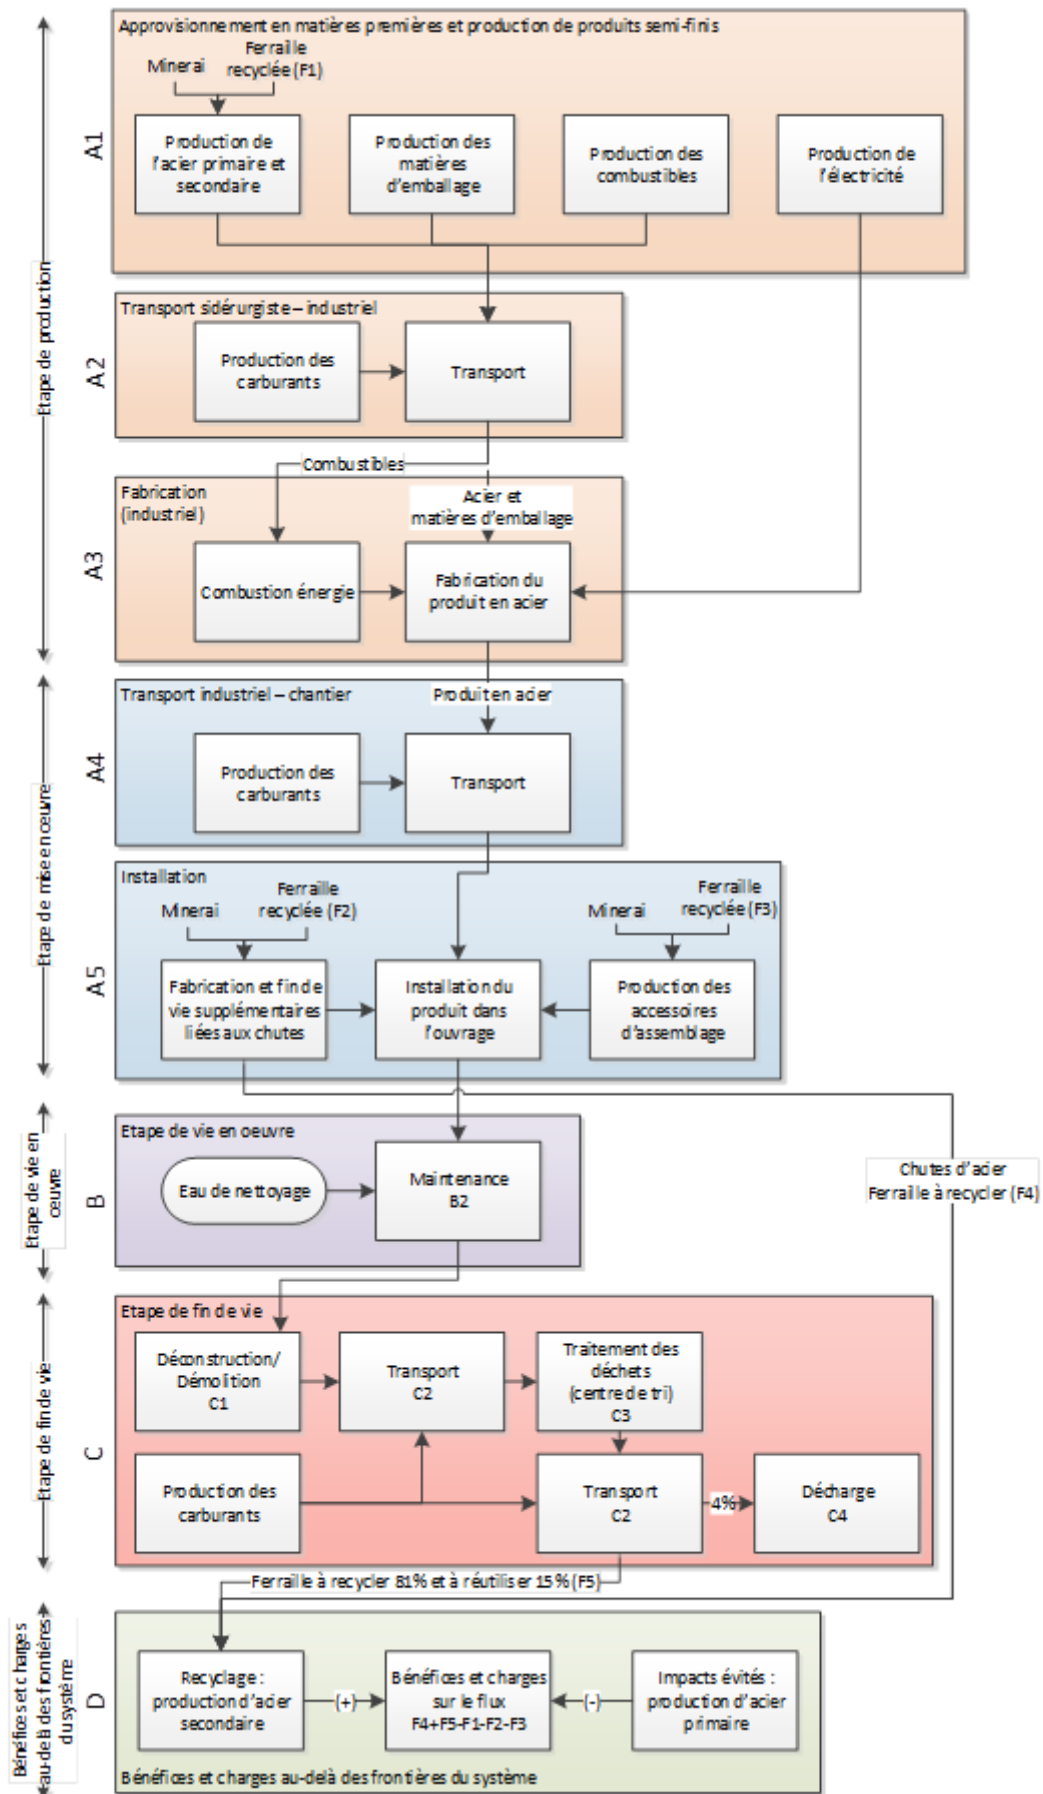 Approvisionnement en matières premières et production de produits semi-finis
Minerai
Ferraille
recyclée (F1)
A1
Production de
l'acier primaire et
secondaire
Production des
matières
d'emballage
Production des
combustibles
Production de
l'électricité
Etape de production
Transport sidérurgiste – industriel
A2
Production des
carburants
Transport
Combustibles
Fabrication
(industriel)
Acier et
matières d'emballage
A3
Combustion énergie
Fabrication du
produit en acier
Transport industriel – chantier
Produit en acier
A4
Production des
carburants
Transport
Etape de mise en œuvre
Installation
Minerai
Ferraille
recyclée (F2)
Minerai
Ferraille
recyclée (F3)
A5
Fabrication et fin de
vie supplémentaires
liées aux chutes
Installation du
produit dans
l'ouvrage
Production des
accessoires
d'assemblage
Etape de vie en
œuvre
B
Etape de vie en oeuvre
Eau de nettoyage
Maintenance
B2
Chutes d'acier
Ferraille à recycler (F4)
Etape de fin de vie
C
Etape de fin de vie
Déconstruction/
Démolition
C1
Transport
C2
Traitement des
déchets
(centre de tri)
C3
Production des
carburants
Transport
C2
4%
Décharge
C4
Ferraille à recycler 81% et à réutiliser 15% (F5)
Bénéfices et charges
au-delà des frontières
du système
D
Recyclage :
production d'acier
secondaire
(+)
Bénéfices et charges
sur le flux
F4+F5-F1-F2-F3
(-)
Impacts évités :
production d'acier
primaire
Bénéfices et charges au-delà des frontières du système